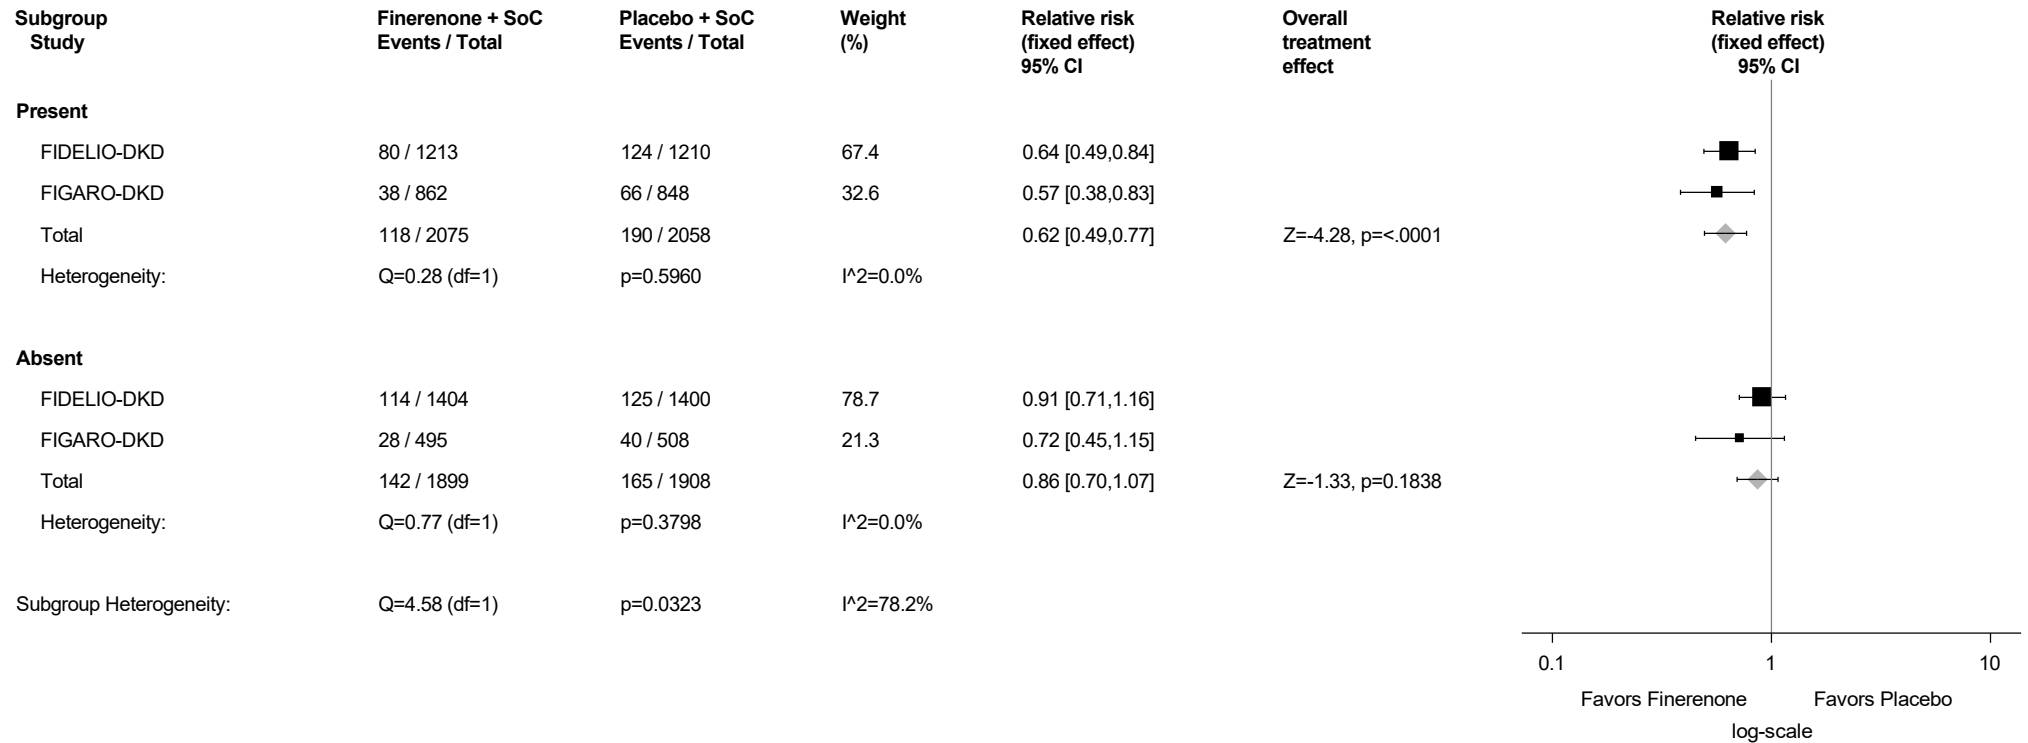 Subgroup Finerenone + SoC Placebo + SoC Weight Relative risk Overall Relative risk
Study Events / Total Events / Total (%) (fixed effect) treatment (fixed effect)
95% CI effect 95% CI
Present
FIDELIO-DKD 80 / 1213 124 / 1210 67.4 0.64 [0.49,0.84]
FIGARO-DKD 38 / 862 66 / 848 32.6 0.57 [0.38,0.83]
Total 118 / 2075 190 / 2058 0.62 [0.49,0.77] Z=-4.28, p=<.0001
Heterogeneity: Q=0.28 (df=1) p=0.5960 I^2=0.0%
Absent
FIDELIO-DKD 114 / 1404 125 / 1400 78.7 0.91 [0.71,1.16]
FIGARO-DKD 28 / 495 40 / 508 21.3 0.72 [0.45,1.15]
Total 142 / 1899 165 / 1908 0.86 [0.70,1.07] Z=-1.33, p=0.1838
Heterogeneity: Q=0.77 (df=1) p=0.3798 I^2=0.0%
Subgroup Heterogeneity: Q=4.58 (df=1) p=0.0323 I^2=78.2%
0.1 1 10
Favors Finerenone Favors Placebo
log-scale